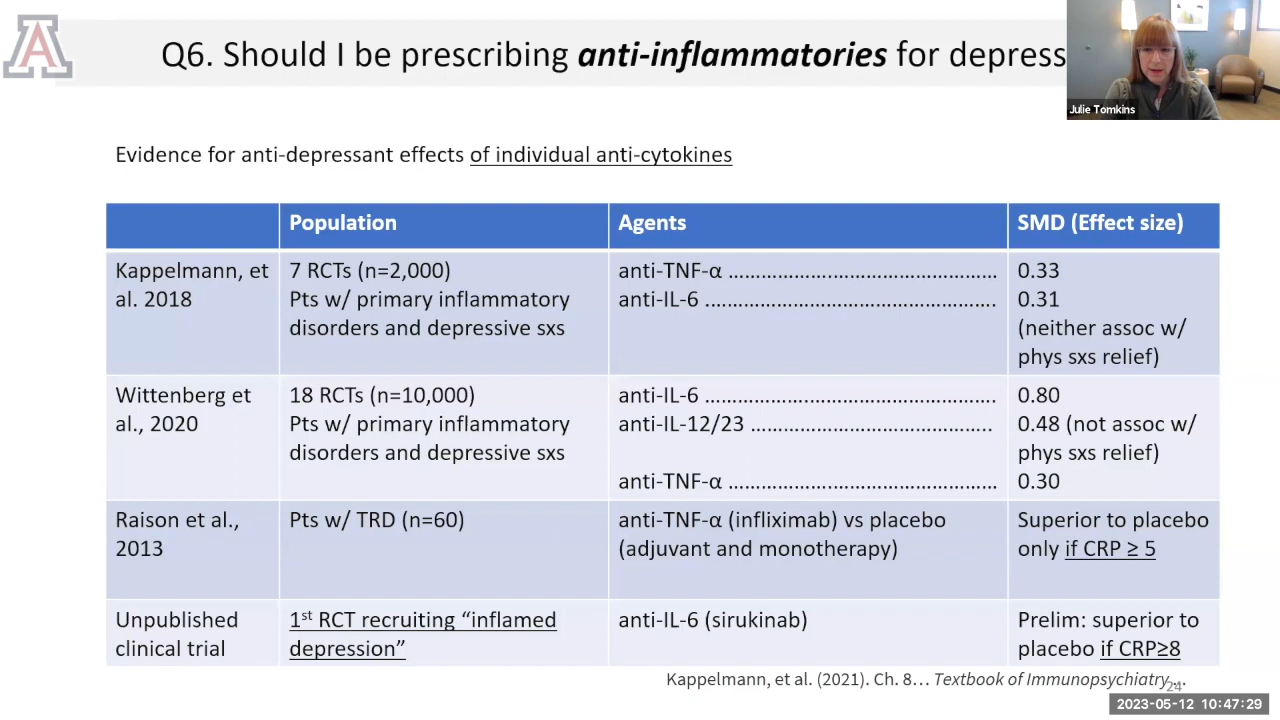 A
Q6. Should I be prescribing anti-inflammatories for depress
Julie Tomkins
Evidence for anti-depressant effects of individual anti-cytokines
Population
Agents
SMD (Effect size)
Kappelmann, et
al. 2018
7 RCTs (n=2,000)
Pts w/ primary inflammatory
disorders and depressive sxs
anti-TNF-α ……………………………………………
anti-IL-6 ……………………………………………
0.33
0.31
(neither assoc w/
phys sxs relief)
Wittenberg et
al., 2020
18 RCTs (n=10,000)
Pts w/ primary inflammatory
disorders and depressive sxs
anti-IL-6 ……………………………………………
anti-IL-12/23 ………………………………………
anti-TNF-α ……………………………………………
0.80
0.48 (not assoc w/
phys sxs relief)
0.30
Raison et al.,
2013
Pts w/ TRD (n=60)
anti-TNF-α (infliximab) vs placebo
(adjuvant and monotherapy)
Superior to placebo
only if CRP ≥ 5
Unpublished
clinical trial
1st RCT recruiting “inflamed
depression”
anti-IL-6 (sirukinab)
Prelim: superior to
placebo if CRP≥8
Kappelmann, et al. (2021). Ch. 8… Textbook of Immunopsychiatry…
24
2023-05-12 10:47:29